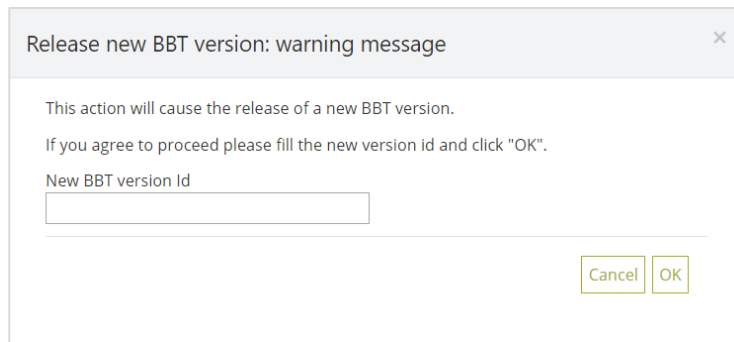 Release new BBT version: warning message
×
This action will cause the release of a new BBT version.
If you agree to proceed please fill the new version id and click "OK".
New BBT version Id
Cancel OK